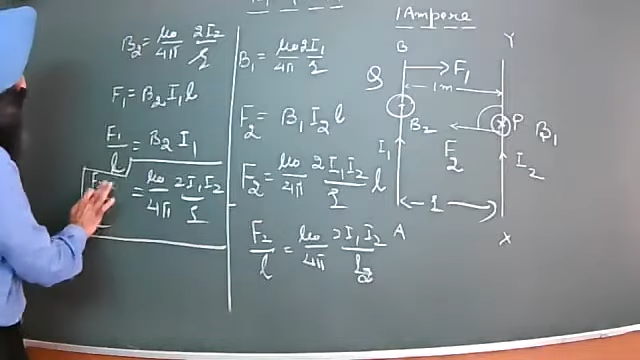 B₂ = μ₀/4π 2I₂/r
F₁ = B₂ I₁ l
F₁/l = B₂ I₁
= μ₀/4π 2I₁I₂/r
B₁ = μ₀/4π 2I₁/r
F₂ = B₁ I₂ l
F₂ = μ₀/4π 2I₁I₂/r l
F₂/l = μ₀/4π 2I₁I₂/r
A
1 Ampere
B
Y
F₁
1m
Q
P
B₂
B₁
I₁
F₂
I₂
X